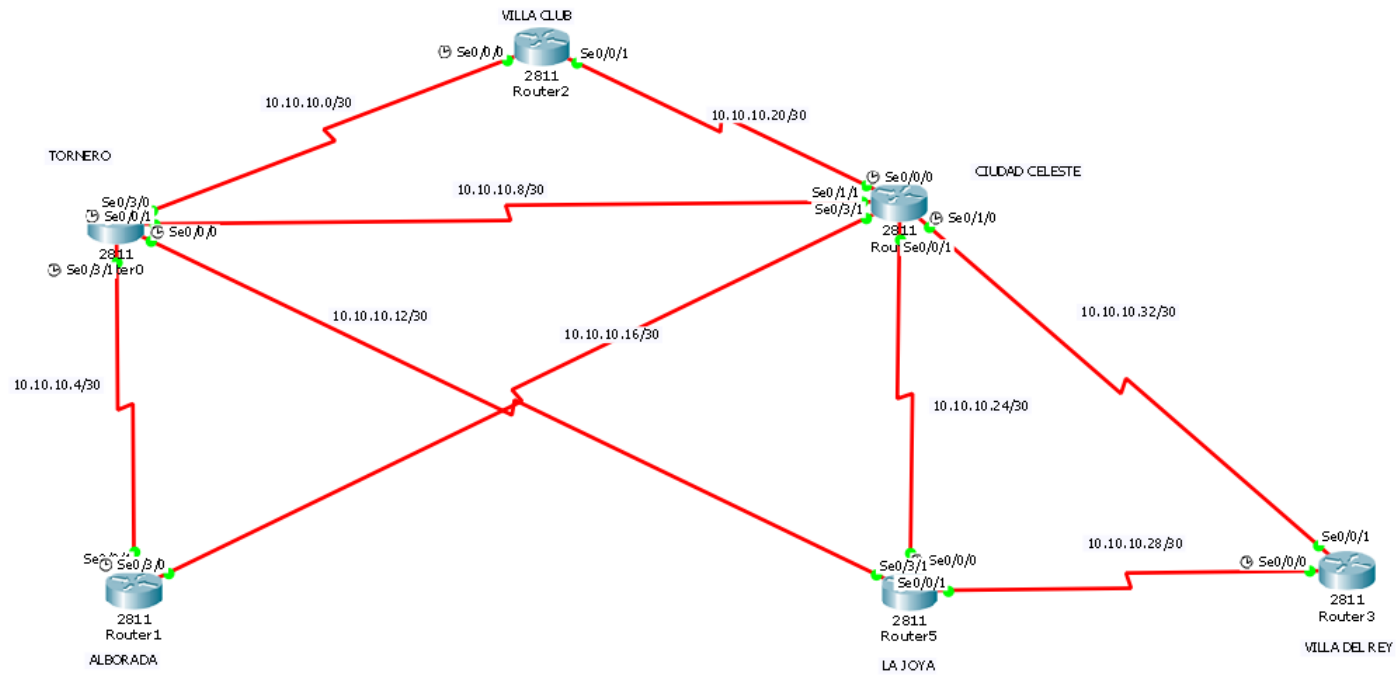 VILLA CLUB
Se0/0/0
Se0/0/1
2811
Router2
10.10.10.0/30
10.10.10.20/30
TORNERO
CIUDAD CELESTE
Se0/0/0
10.10.10.8/30
Se0/1/1
Se0/3/0
Se0/0/1
Se0/3/1
Se0/1/0
Se0/0/0
2811
2811
Se0/0/1
Se0/3/1
10.10.10.12/30
10.10.10.16/30
10.10.10.32/30
10.10.10.4/30
10.10.10.24/30
Se0/0/1
10.10.10.28/30
Se0/3/0
Se0/3/1
Se0/0/0
Se0/0/0
Se0/0/1
2811
Router1
2811
Router5
2811
Router3
ALBORADA
LA JOYA
VILLA DEL REY